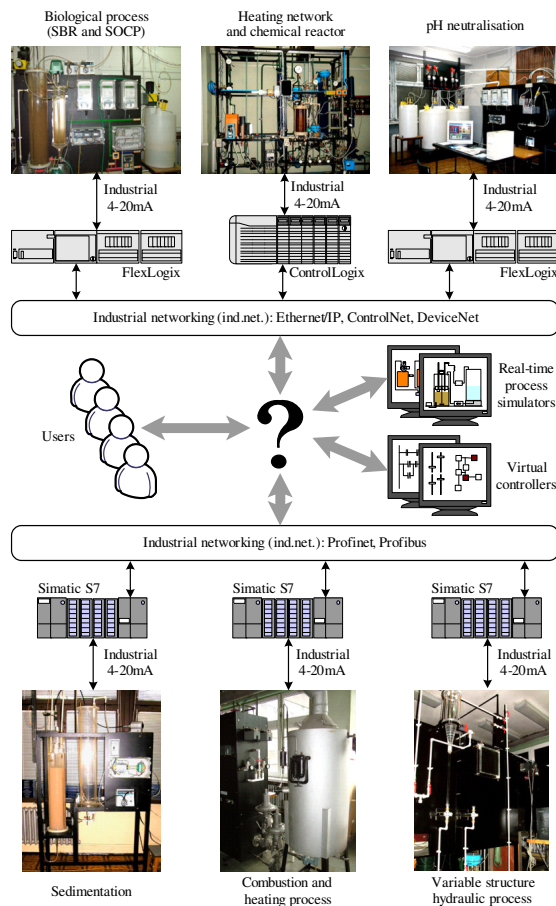 Biological process
(SBR and SOCP)
Heating network
and chemical reactor
pH neutralisation
Industrial
4-20mA
Industrial
4-20mA
Industrial
4-20mA
FlexLogix
ControlLogix
FlexLogix
Industrial networking (ind.net.): Ethernet/IP, ControlNet, DeviceNet
Users
?
Real-time
process
simulators
Virtual
controllers
Industrial networking (ind.net.): Profinet, Profibus
Simatic S7
Simatic S7
Simatic S7
Industrial
4-20mA
Industrial
4-20mA
Industrial
4-20mA
Sedimentation
Combustion and
heating process
Variable structure
hydraulic process